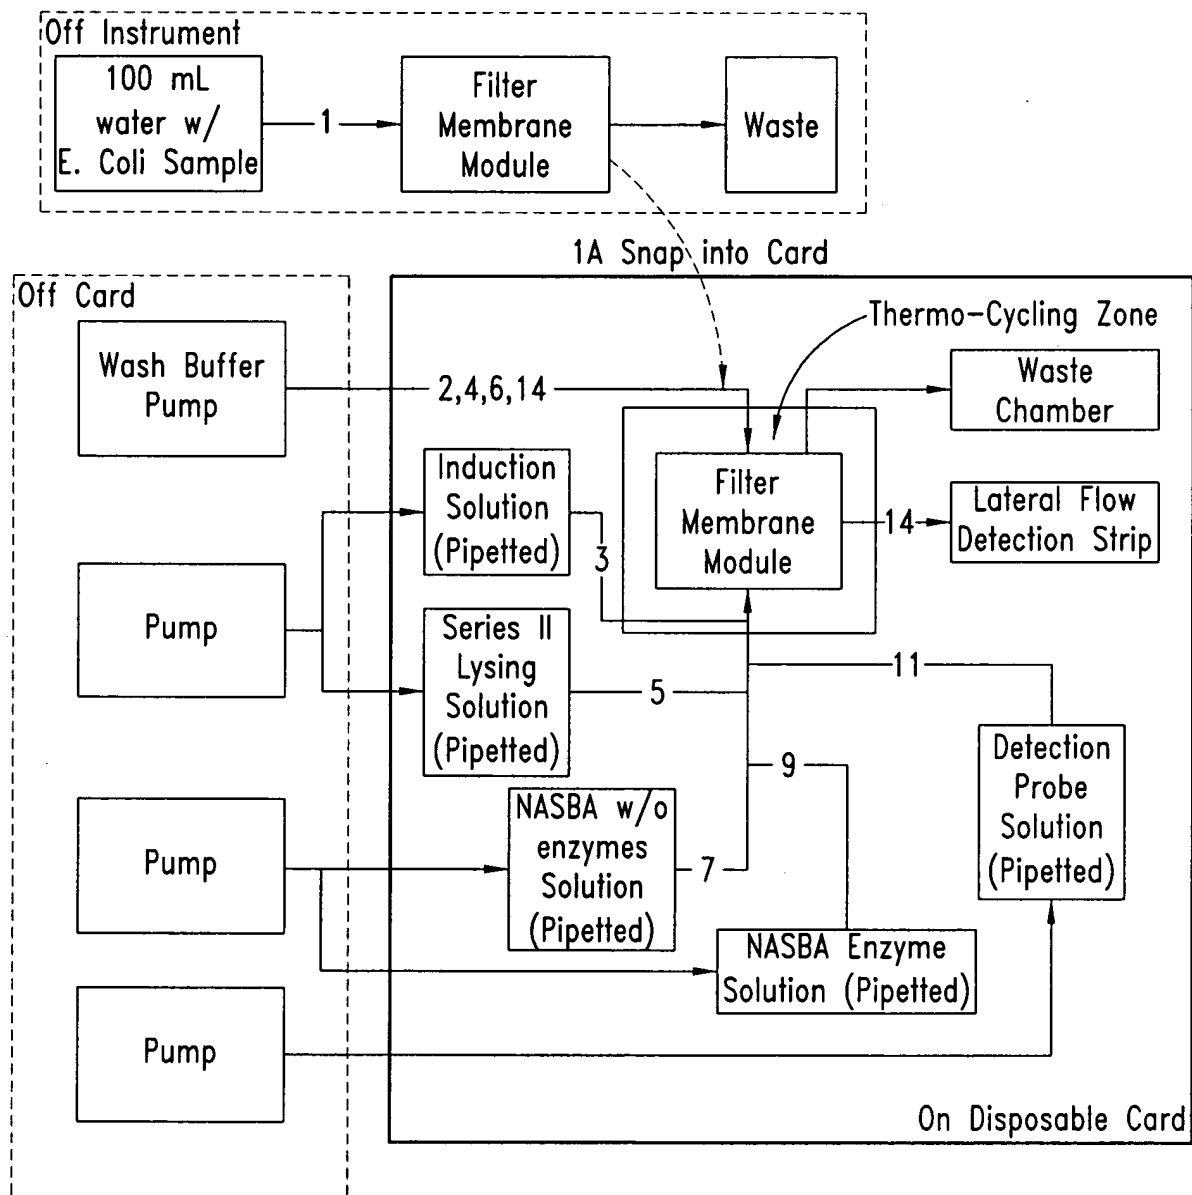 Off Instrument
100 mL
water w/
E. Coli Sample
1
Filter
Membrane
Module
Waste
1A Snap into Card
Off Card
Wash Buffer
Pump
2,4,6,14
Thermo-Cycling Zone
Waste
Chamber
Induction
Solution
(Pipetted)
3
Filter
Membrane
Module
14
Lateral Flow
Detection Strip
Pump
Series II
Lysing
Solution
(Pipetted)
5
11
9
Detection
Probe
Solution
(Pipetted)
Pump
NASBA w/o
enzymes
Solution
(Pipetted)
7
NASBA Enzyme
Solution (Pipetted)
Pump
On Disposable Card